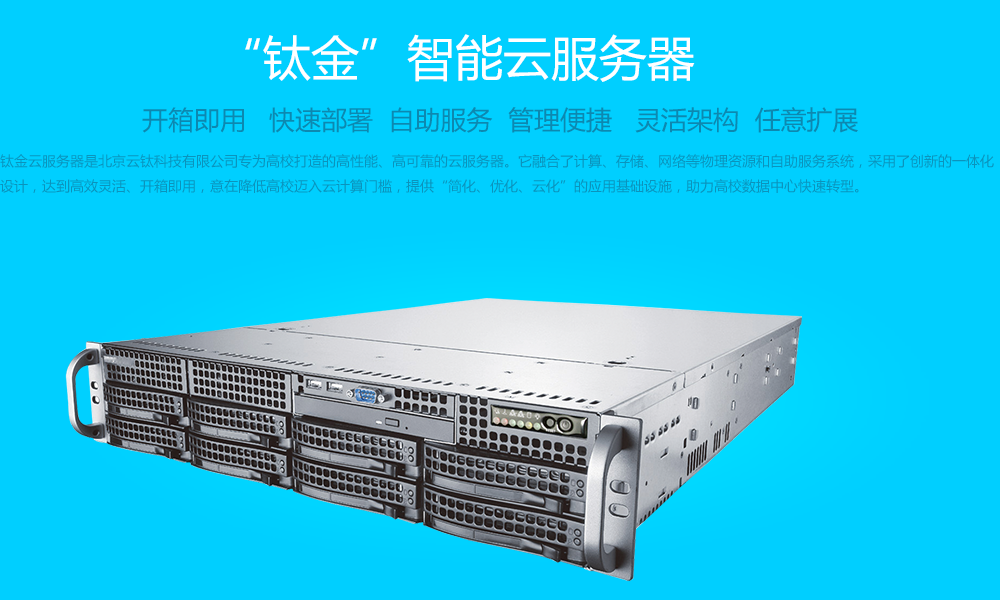 “钛金”智能云服务器
开箱即用 快速部署 自助服务 管理便捷 灵活架构 任意扩展
钛金云服务器是北京云钛科技有限公司专为高校打造的高性能、高可靠的云服务器。它融合了计算、存储、网络等物理资源和自助服务系统，采用了创新的一体化
设计，达到高效灵活、开箱即用，意在降低高校迈入云计算门槛，提供“简化、优化、云化”的应用基础设施，助力高校数据中心快速转型。